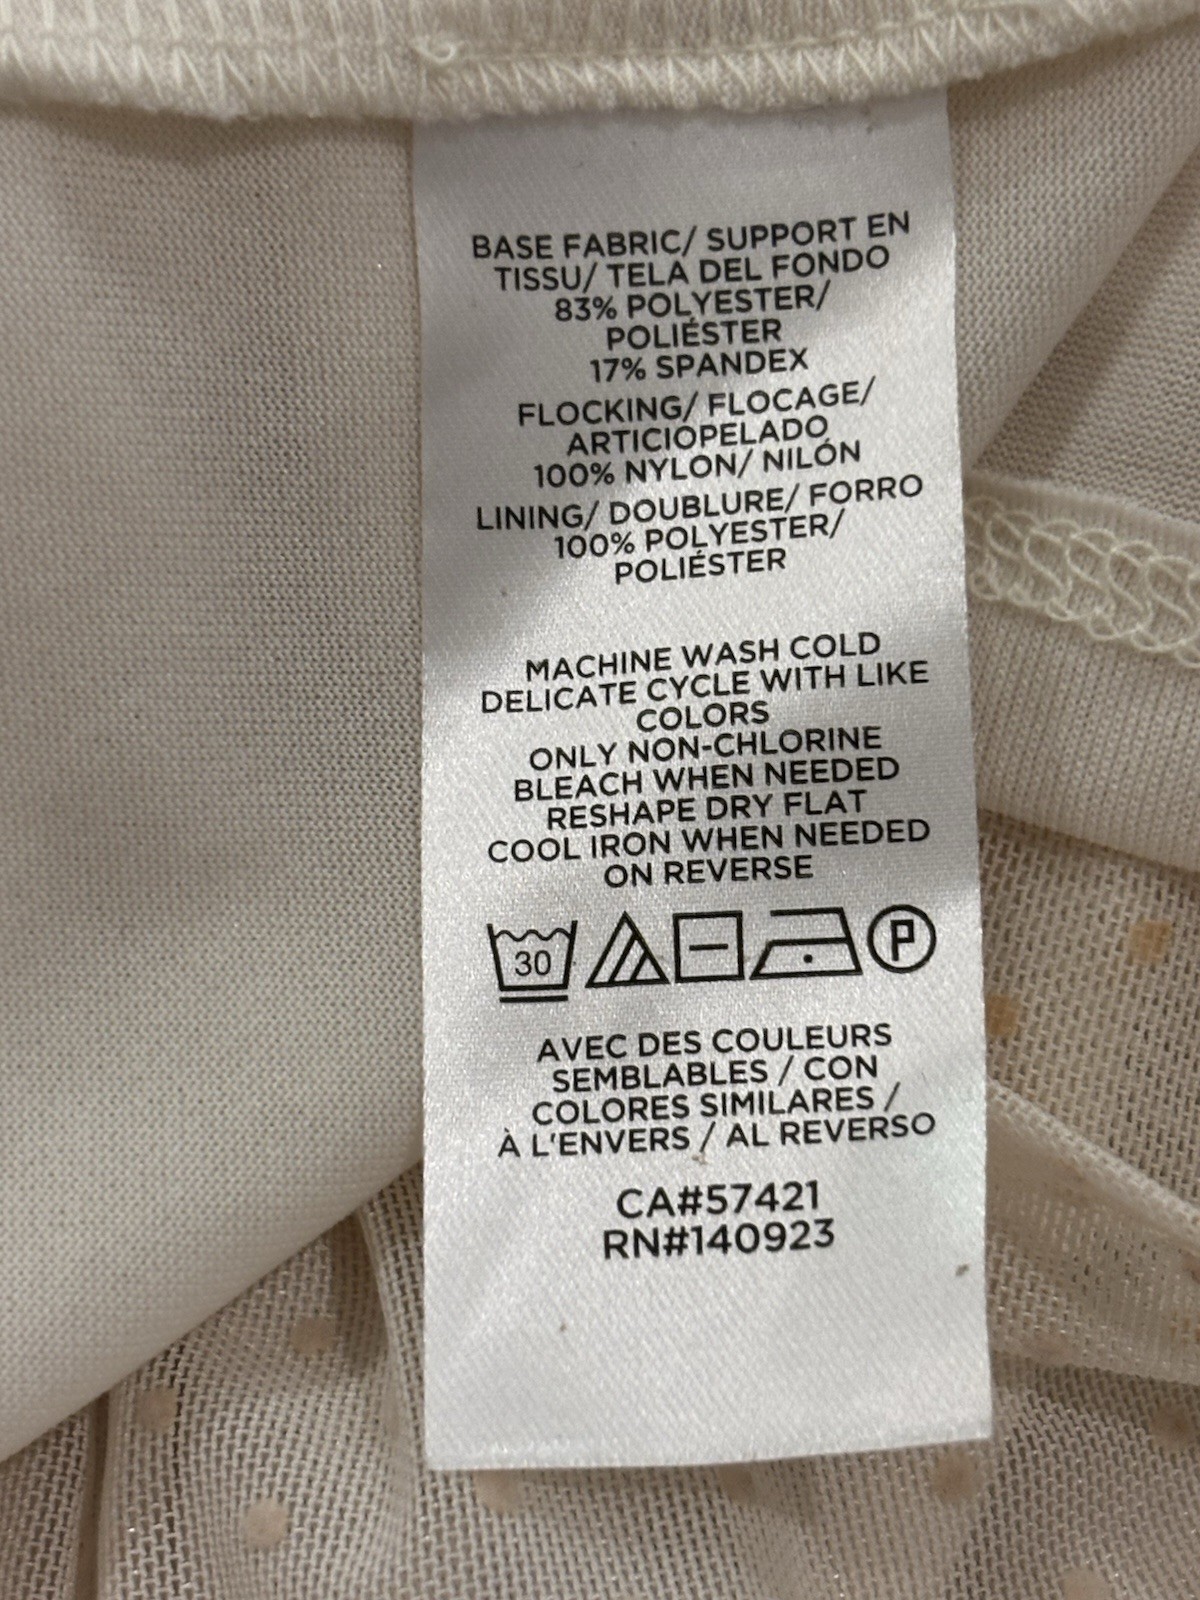 BASE FABRIC/ SUPPORT EN
TISSU/ TELA DEL FONDO
83% POLYESTER/
POLIÉSTER
17% SPANDEX
FLOCKING/ FLOCAGE/
ARTICIOPELADO
100% NYLON/ NILÓN
LINING/ DOUBLURE/ FORRO
100% POLYESTER/
POLIÉSTER
MACHINE WASH COLD
DELICATE CYCLE WITH LIKE
COLORS
ONLY NON-CHLORINE
BLEACH WHEN NEEDED
RESHAPE DRY FLAT
COOL IRON WHEN NEEDED
ON REVERSE
30 P
AVEC DES COULEURS
SEMBLABLES / CON
COLORES SIMILARES /
À L'ENVERS / AL REVERSO
CA#57421
RN#140923